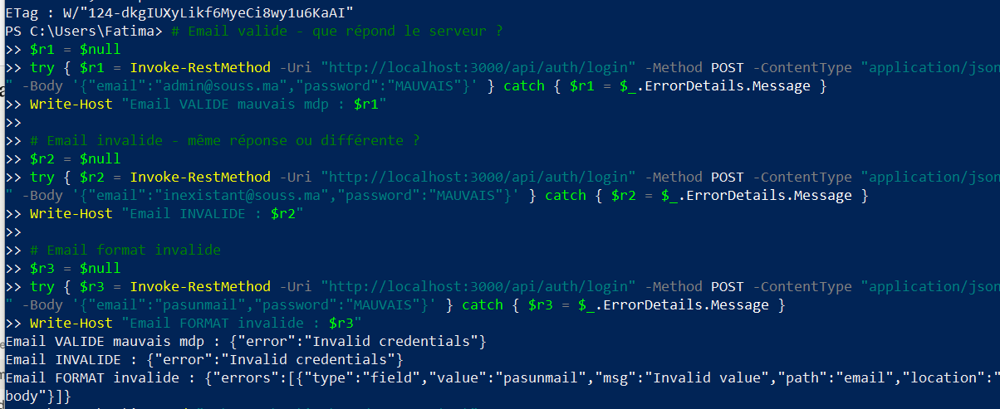 ETag : W/"124-dkgIUXyLikf6MyeCi8wy1u6KaAI"
PS C:\Users\Fatima> # Email valide - que répond le serveur ?
>> $r1 = $null
>> try { $r1 = Invoke-RestMethod -Uri "http://localhost:3000/api/auth/login" -Method POST -ContentType "application/json
" -Body '{"email":"admin@souss.ma","password":"MAUVAIS"}' } catch { $r1 = $_.ErrorDetails.Message }
>> Write-Host "Email VALIDE mauvais mdp : $r1"
>>
>> # Email invalide - même réponse ou différente ?
>> $r2 = $null
>> try { $r2 = Invoke-RestMethod -Uri "http://localhost:3000/api/auth/login" -Method POST -ContentType "application/json
" -Body '{"email":"inexistant@souss.ma","password":"MAUVAIS"}' } catch { $r2 = $_.ErrorDetails.Message }
>> Write-Host "Email INVALIDE : $r2"
>>
>> # Email format invalide
>> $r3 = $null
>> try { $r3 = Invoke-RestMethod -Uri "http://localhost:3000/api/auth/login" -Method POST -ContentType "application/json
" -Body '{"email":"pasunmail","password":"MAUVAIS"}' } catch { $r3 = $_.ErrorDetails.Message }
>> Write-Host "Email FORMAT invalide : $r3"
Email VALIDE mauvais mdp : {"error":"Invalid credentials"}
Email INVALIDE : {"error":"Invalid credentials"}
Email FORMAT invalide : {"errors":[{"type":"field","value":"pasunmail","msg":"Invalid value","path":"email","location":"
body"}]}